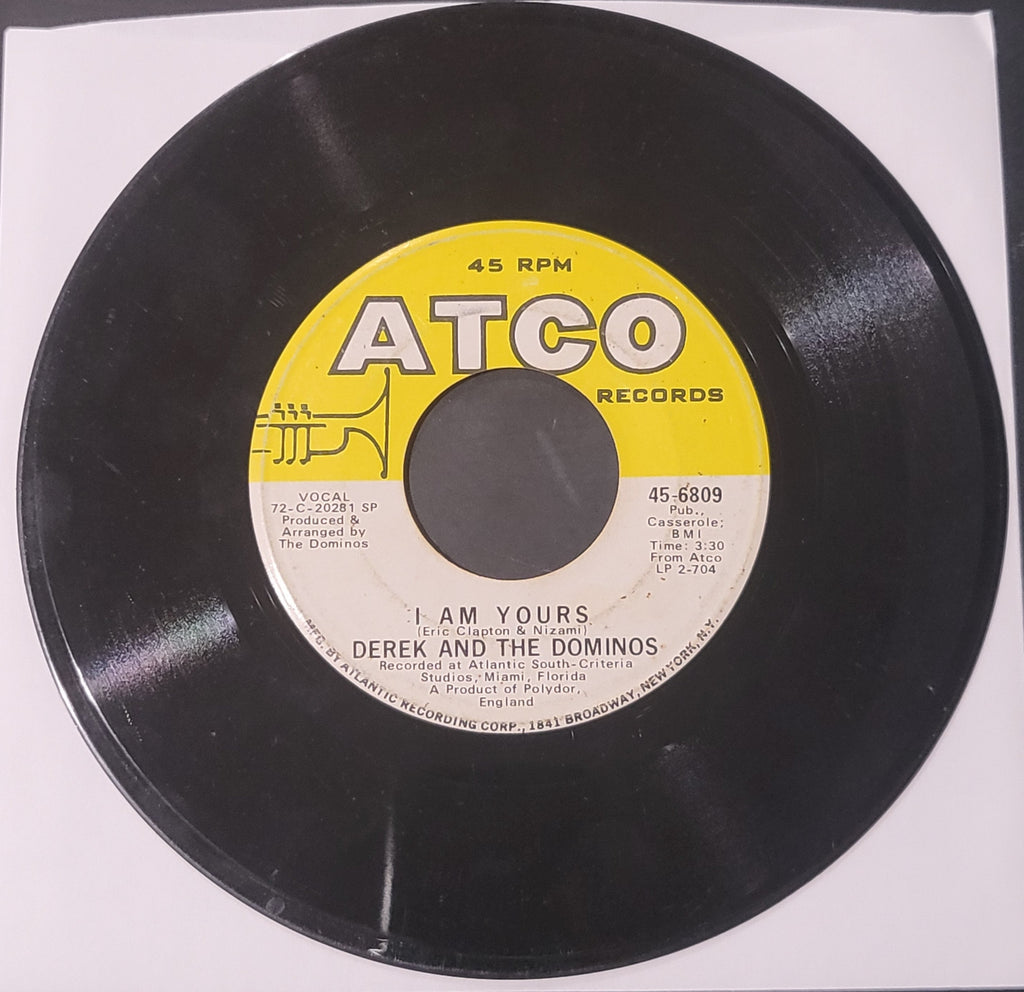 45 RPM
ATCO
RECORDS
VOCAL
72-C-20281 SP
Produced &
Arranged by
The Dominos
45-6809
Pub.,
Casserole;
BMI
Time: 3:30
From Atco
LP 2-704
I AM YOURS
(Eric Clapton & Nizami)
DEREK AND THE DOMINOS
Recorded at Atlantic South-Criteria
Studios, Miami, Florida
A Product of Polydor,
England
MFG. BY ATLANTIC RECORDING CORP., 1841 BROADWAY, NEW YORK, N.Y.